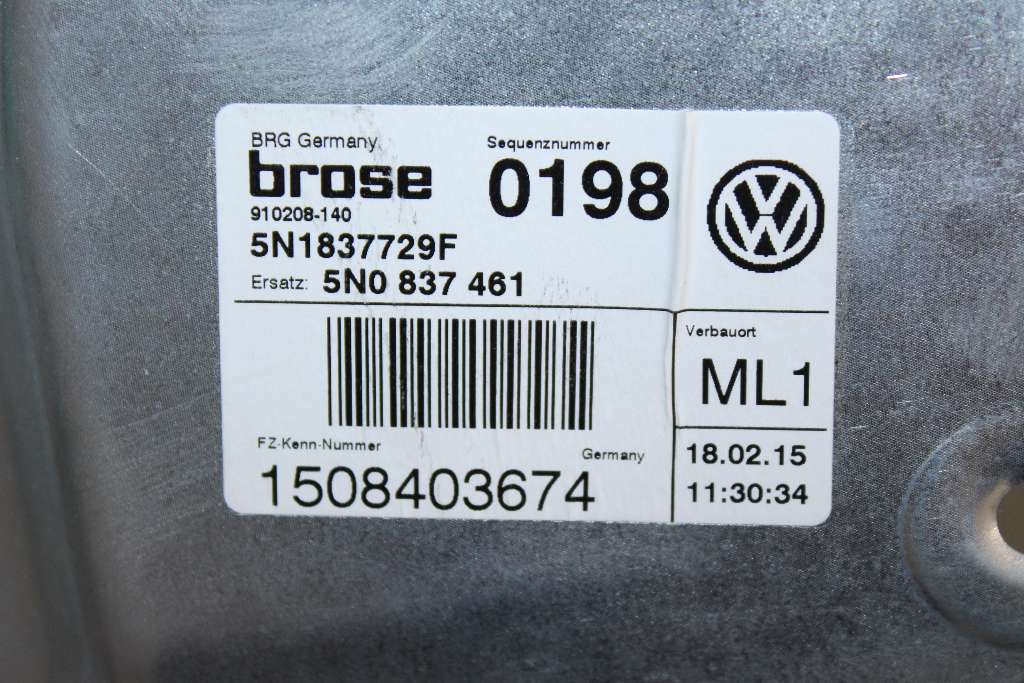 BRG Germany
brose
910208-140
5N1837729F
Ersatz: 5N0 837 461
Sequenznummer
0198
VW
Verbauort
ML1
FZ-Kenn-Nummer
Germany
1508403674
18.02.15
11:30:34